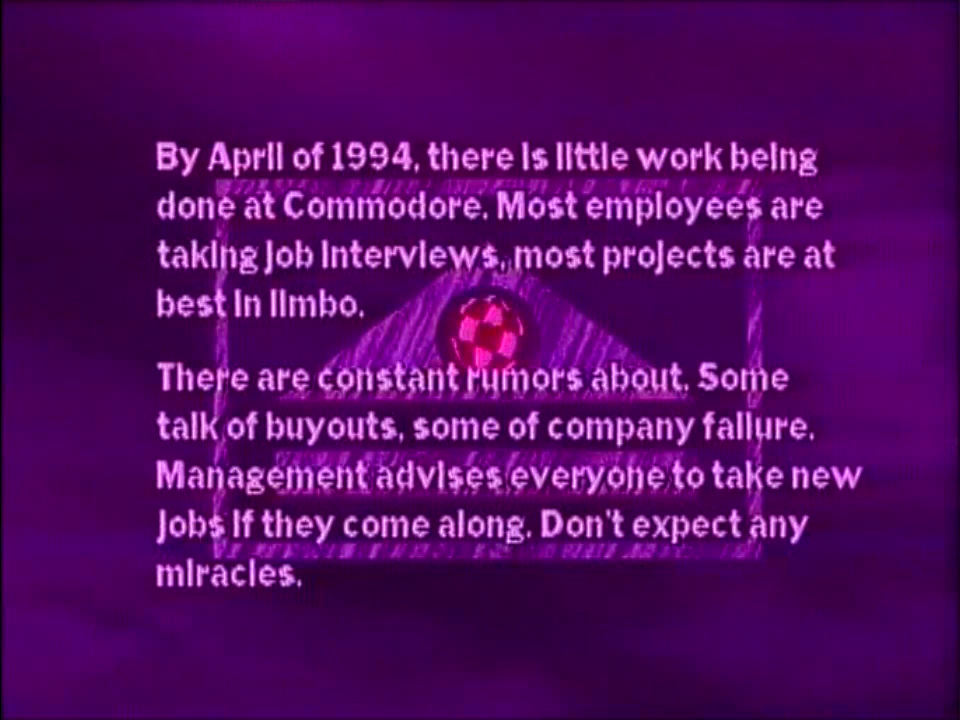 By April of 1994, there is little work being
done at Commodore. Most employees are
taking job interviews, most projects are at
best in limbo.
There are constant rumors about. Some
talk of buyouts, some of company failure.
Management advises everyone to take new
jobs if they come along. Don't expect any
miracles.